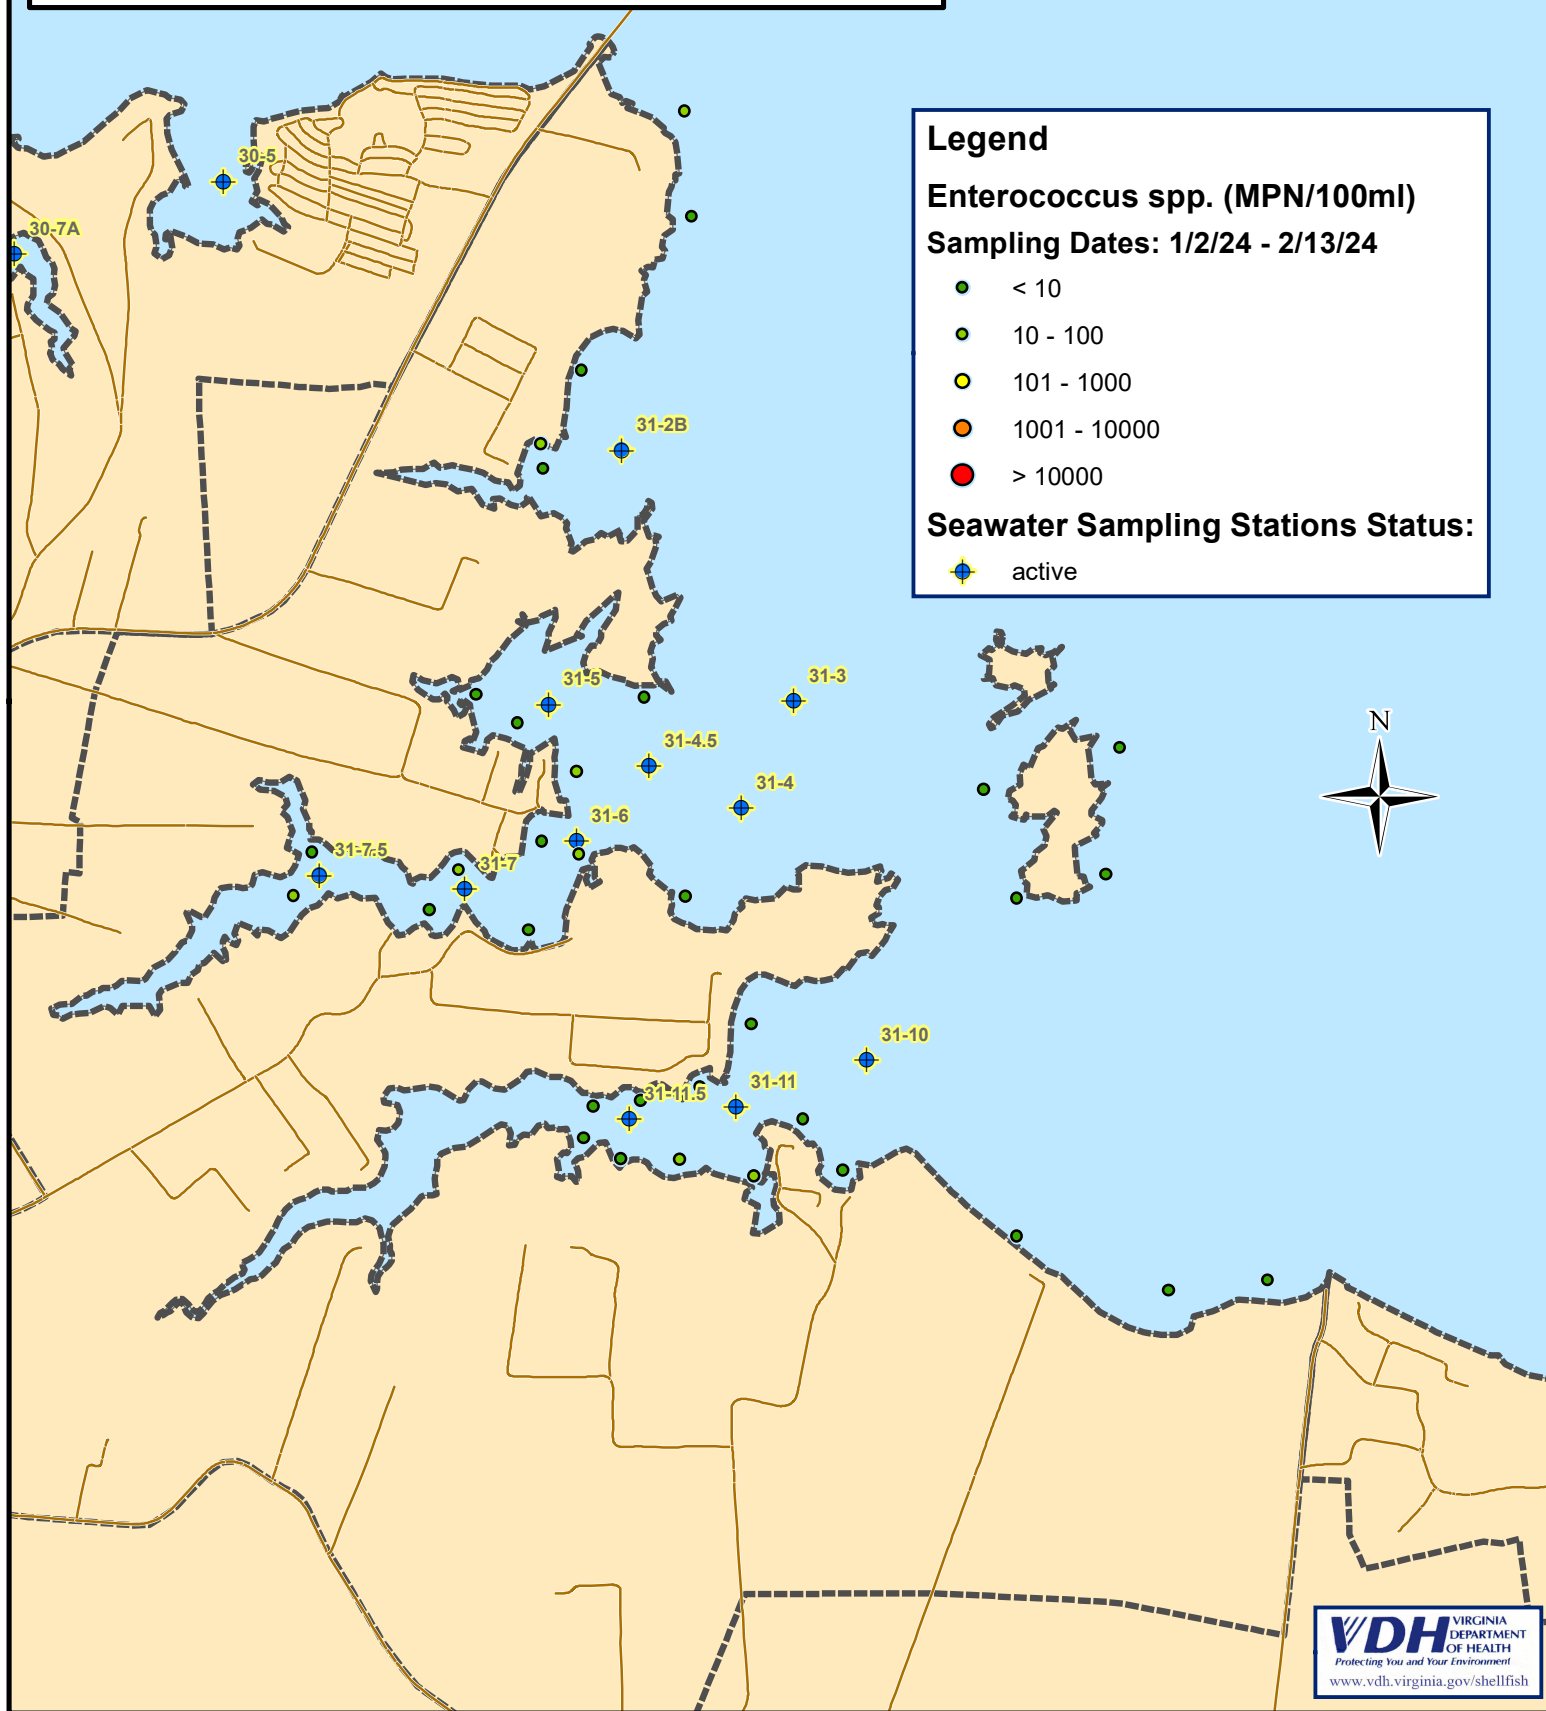 30-5
30-7A
Legend
Enterococcus spp. (MPN/100ml)
Sampling Dates: 1/2/24 - 2/13/24
< 10
10 - 100
101 - 1000
1001 - 10000
> 10000
Seawater Sampling Stations Status:
active
31-2B
31-5
31-3
N
31-4.5
31-4
31-6
31-7.5
31-7
31-10
31-11
31-11.5
VDH VIRGINIA
DEPARTMENT
OF HEALTH
Protecting You and Your Environment
www.vdh.virginia.gov/shellfish